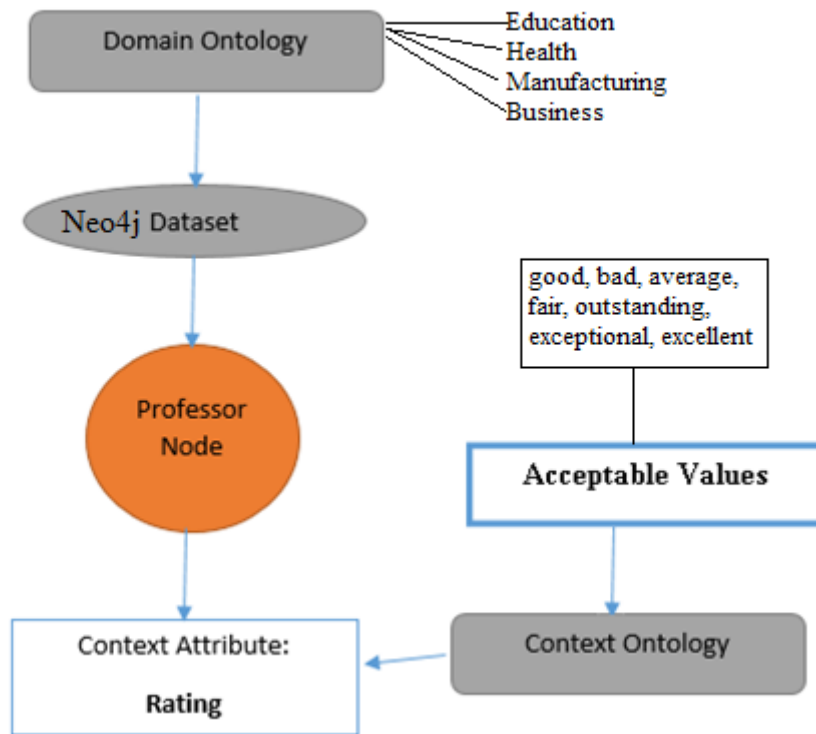 Domain Ontology
Education
Health
Manufacturing
Business
Neo4j Dataset
good, bad, average,
fair, outstanding,
exceptional, excellent
Professor
Node
Acceptable Values
Context Attribute:
Rating
Context Ontology